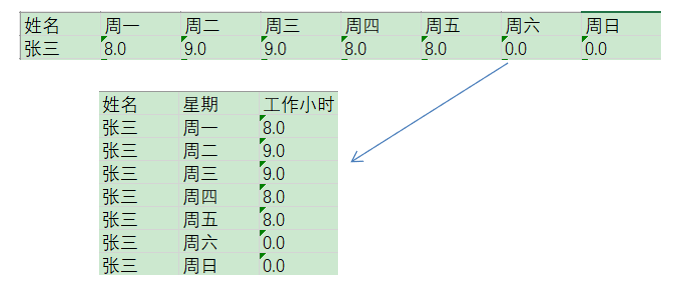 姓名 周一 周二 周三 周四 周五 周六 周日
张三 8.0 9.0 9.0 8.0 8.0 0.0 0.0
姓名 星期 工作小时
张三 周一 8.0
张三 周二 9.0
张三 周三 9.0
张三 周四 8.0
张三 周五 8.0
张三 周六 0.0
张三 周日 0.0